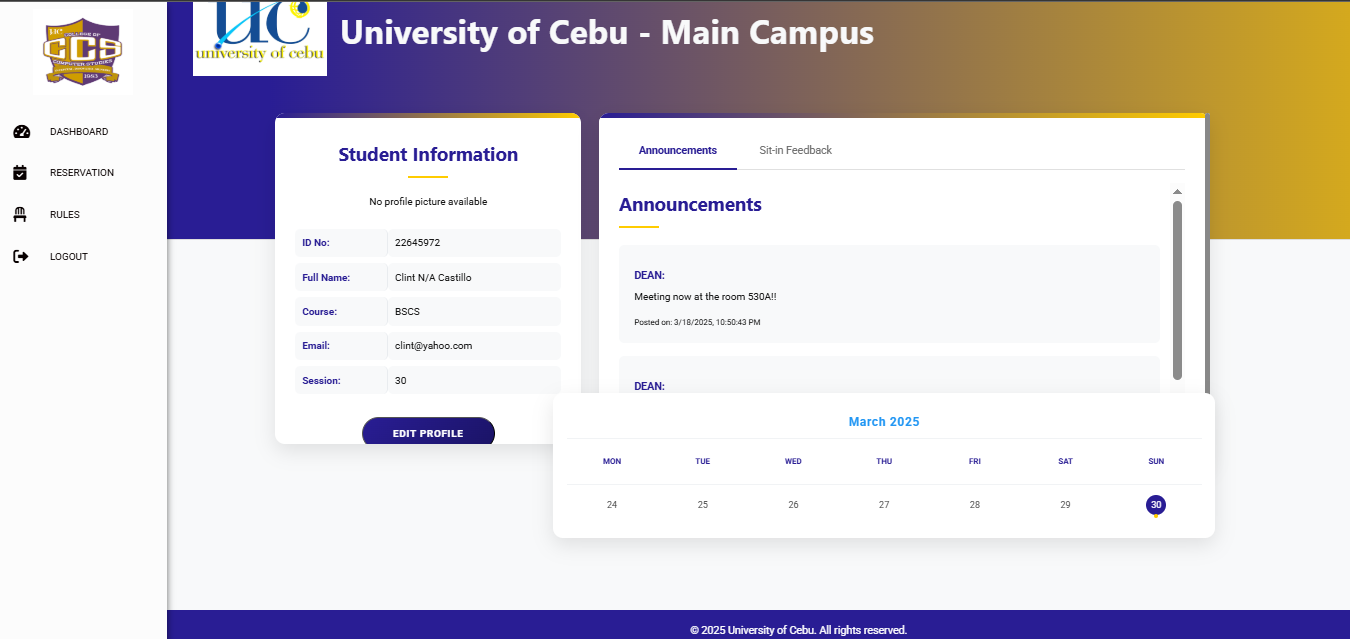 UC
COLLEGE OF
CCS
COMPUTER STUDIES
1983
DASHBOARD
RESERVATION
RULES
LOGOUT
uc
university of cebu
University of Cebu - Main Campus
Student Information
No profile picture available
ID No: 22645972
Full Name: Clint N/A Castillo
Course: BSCS
Email: clint@yahoo.com
Session: 30
EDIT PROFILE
Announcements Sit-in Feedback
Announcements
DEAN:
Meeting now at the room 530A!!
Posted on: 3/18/2025, 10:50:43 PM
DEAN:
March 2025
MON TUE WED THU FRI SAT SUN
24 25 26 27 28 29 30
© 2025 University of Cebu. All rights reserved.